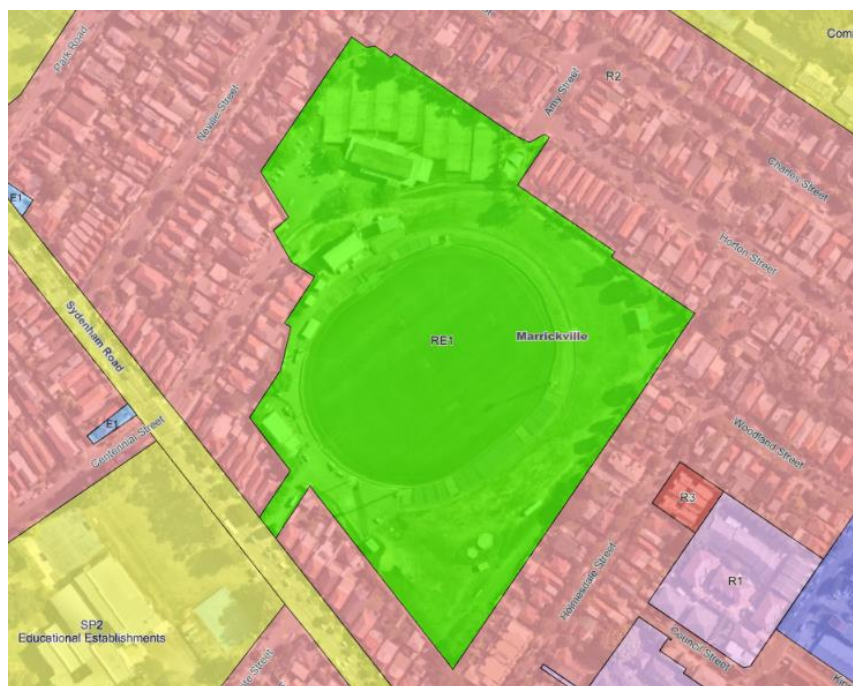 Park Road
Com
Neville Street
Amy Street
R2
Charles Street
E1
Horton Street
Sydenham Road
RE1
Marrickville
E1
Centennial Street
Woodland Street
R3
Holmesdale Street
R1
SP2
Educational Establishments
Council Street